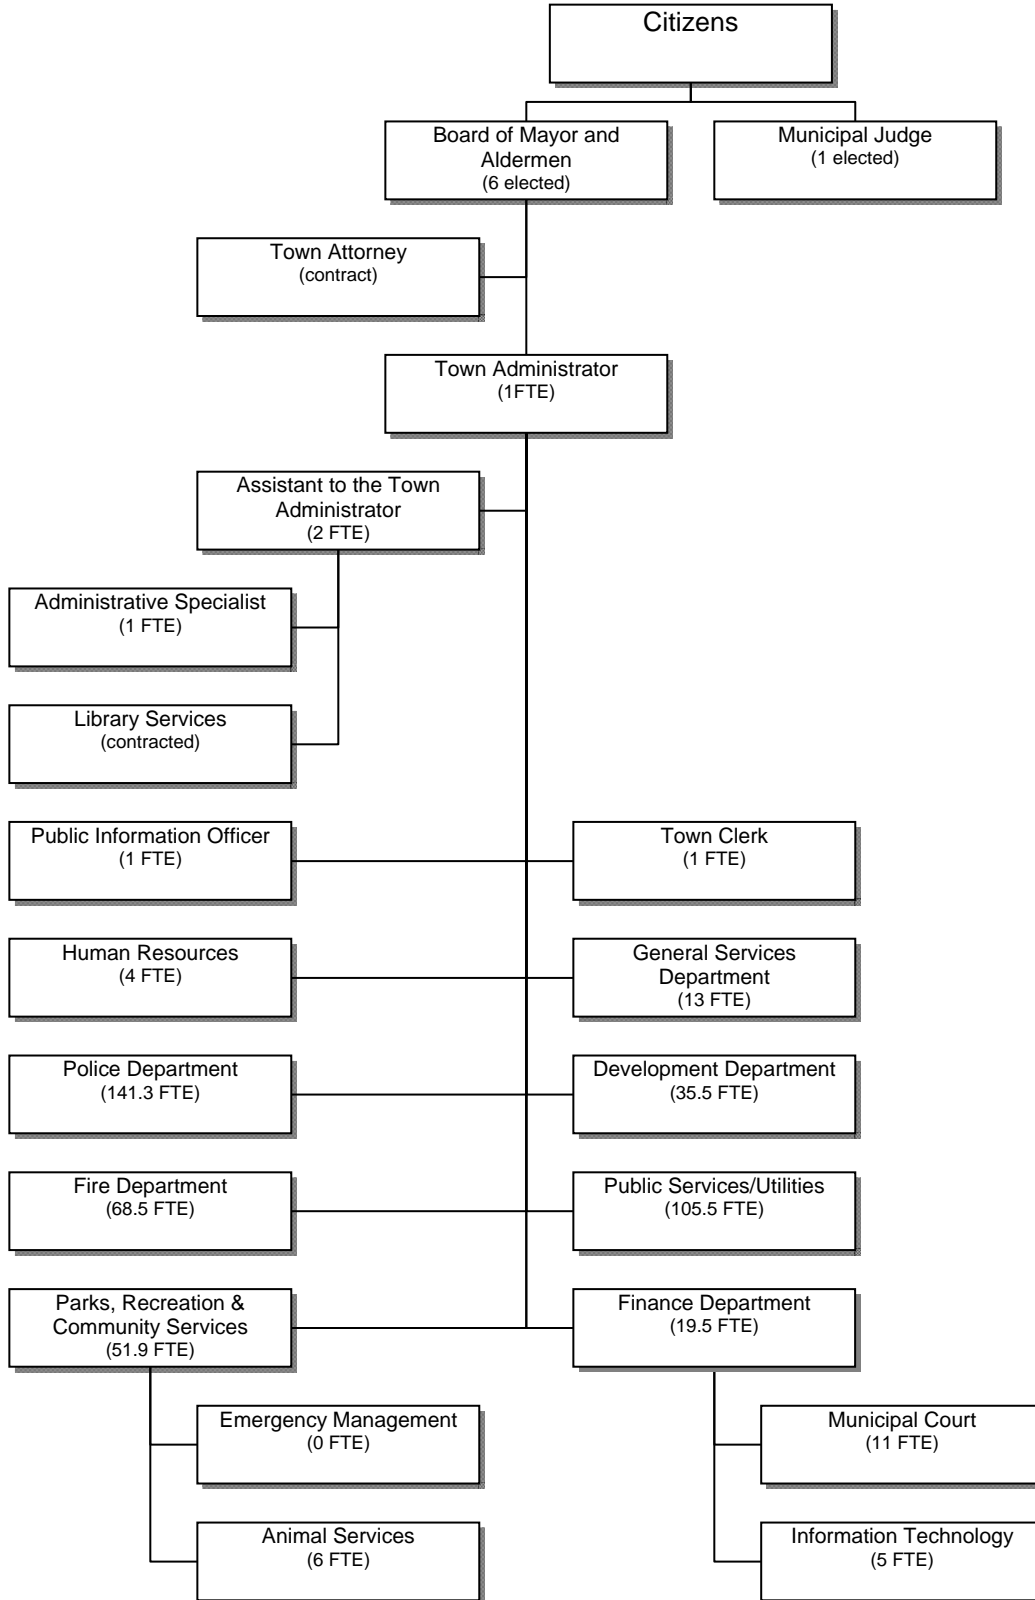 Citizens
Board of Mayor and
Aldermen
(6 elected)
Municipal Judge
(1 elected)
Town Attorney
(contract)
Town Administrator
(1FTE)
Assistant to the Town
Administrator
(2 FTE)
Administrative Specialist
(1 FTE)
Library Services
(contracted)
Public Information Officer
(1 FTE)
Town Clerk
(1 FTE)
Human Resources
(4 FTE)
General Services
Department
(13 FTE)
Police Department
(141.3 FTE)
Development Department
(35.5 FTE)
Fire Department
(68.5 FTE)
Public Services/Utilities
(105.5 FTE)
Parks, Recreation &
Community Services
(51.9 FTE)
Finance Department
(19.5 FTE)
Emergency Management
(0 FTE)
Municipal Court
(11 FTE)
Animal Services
(6 FTE)
Information Technology
(5 FTE)